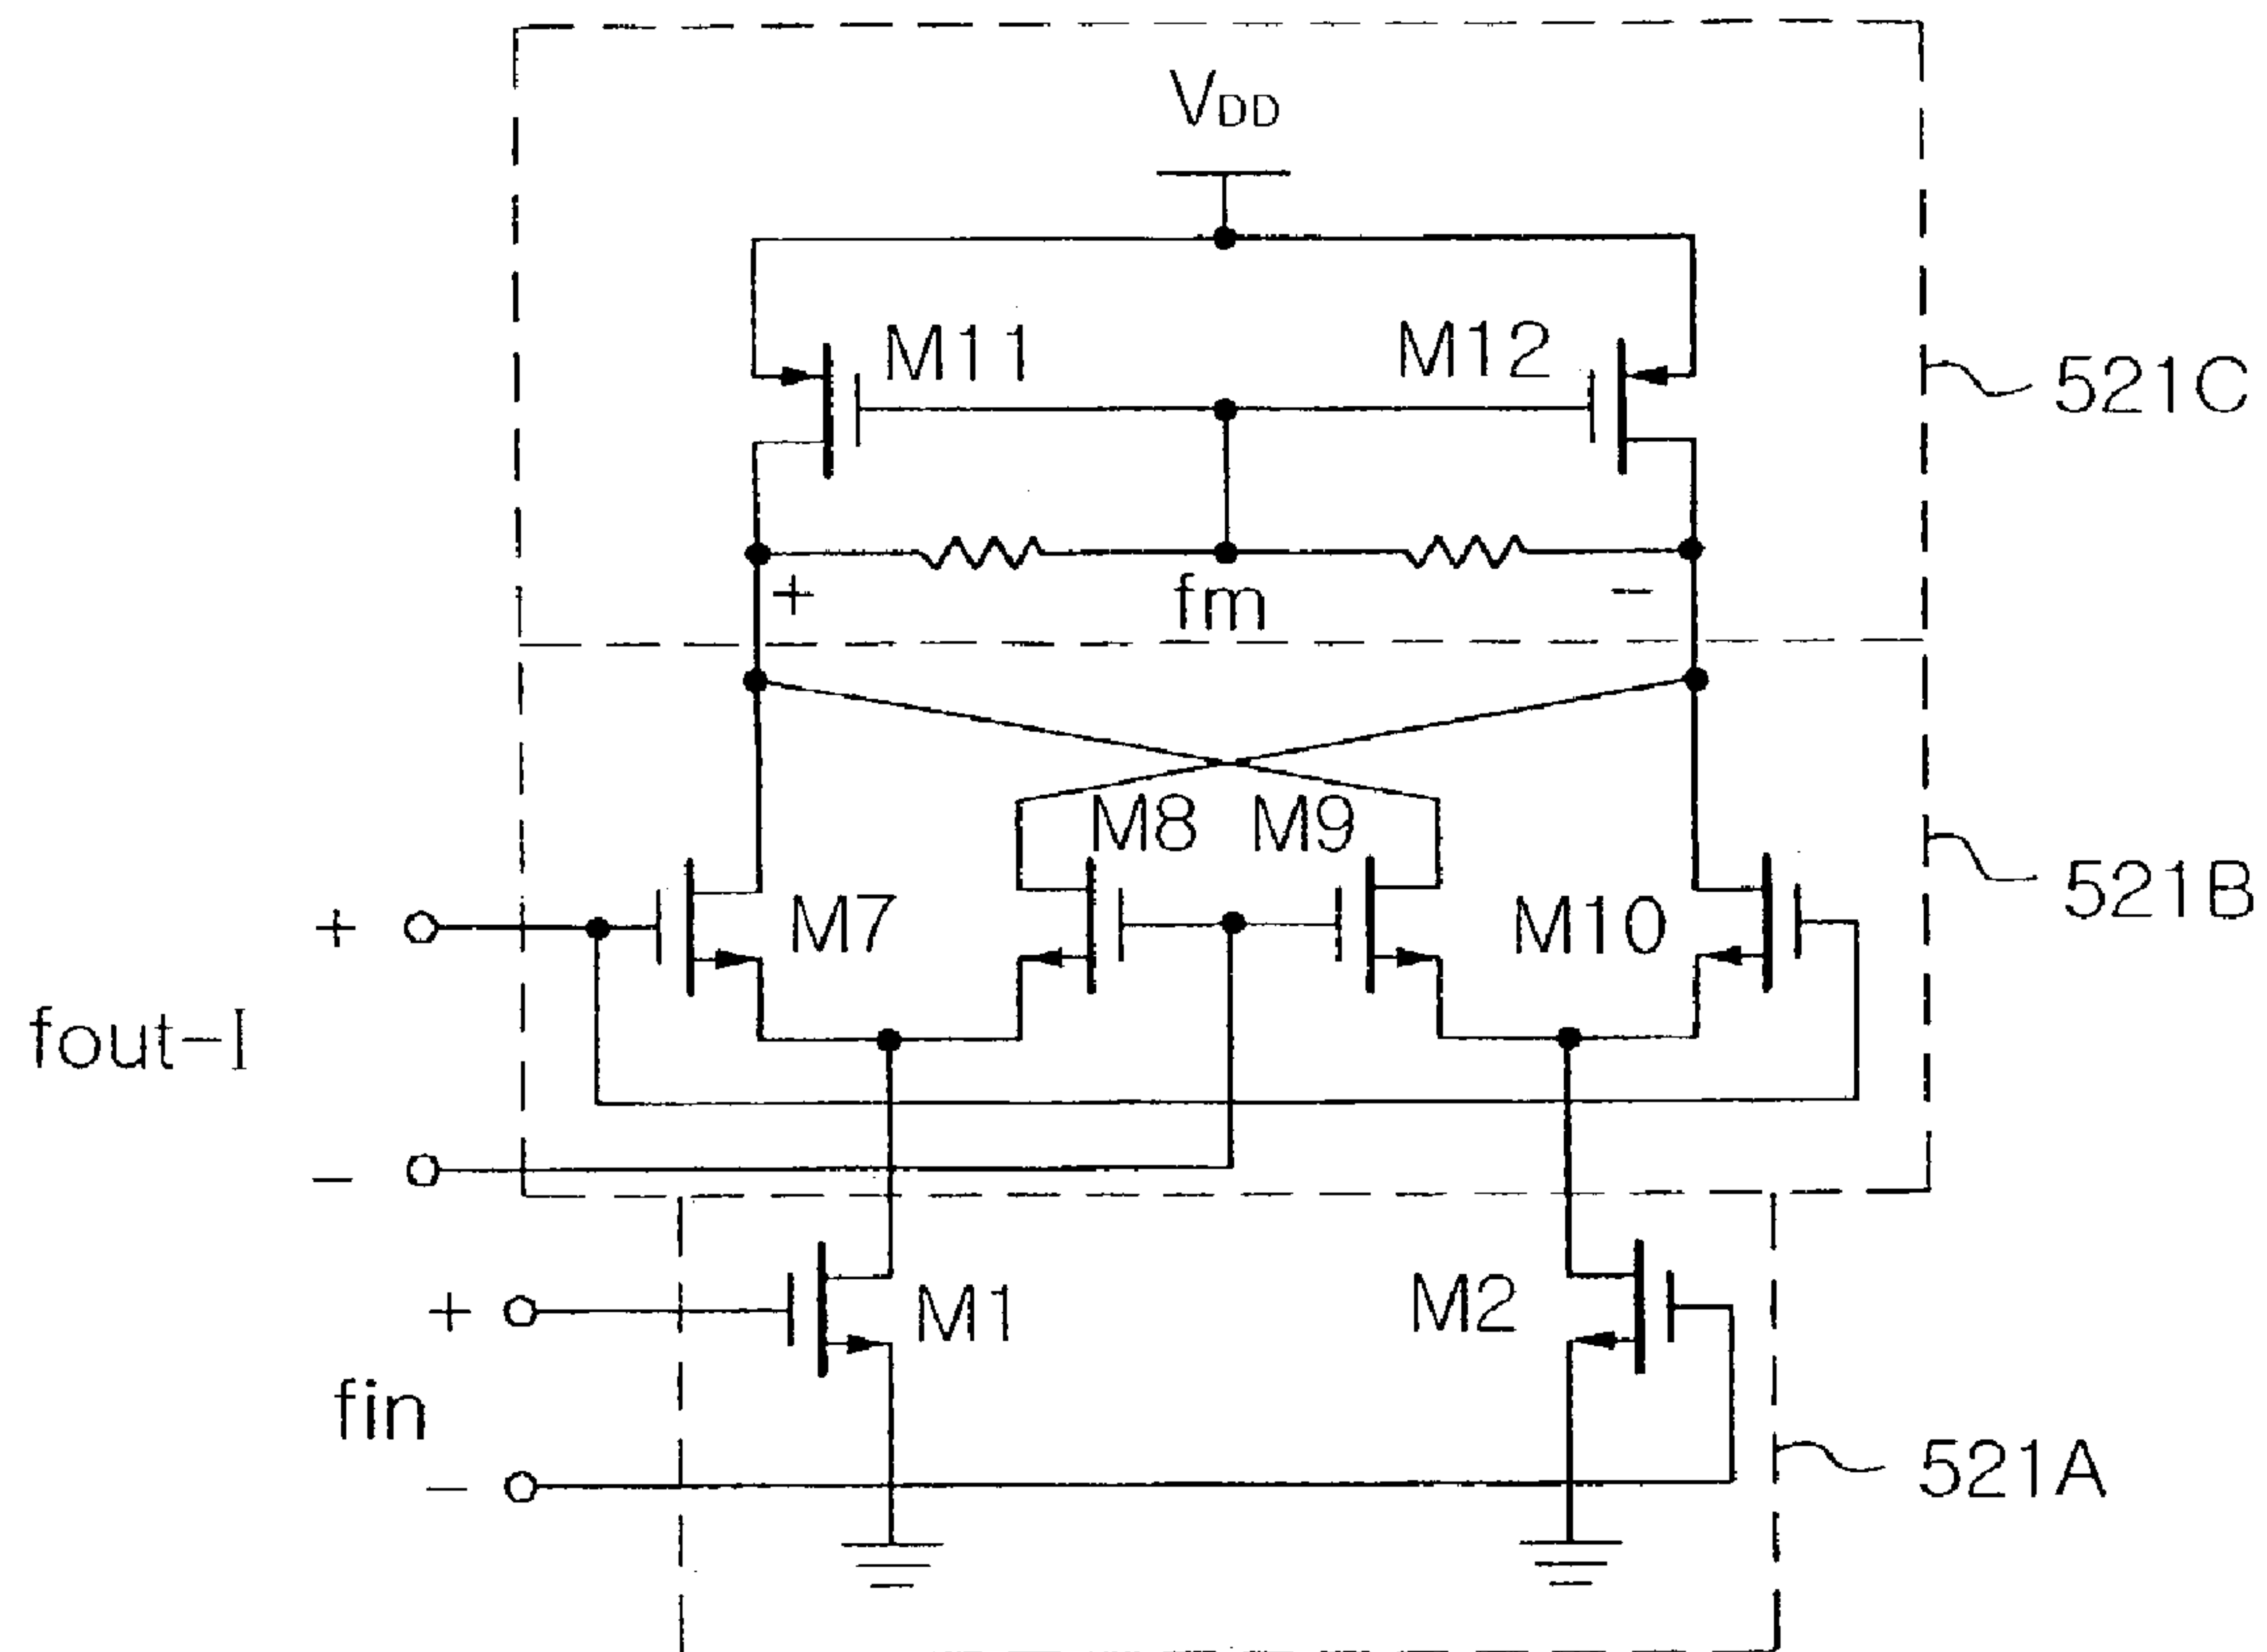 VDD
M11
M12
521C
+
fm
-
M8
M9
M7
M10
521B
+
fout-I
-
M1
M2
+
fin
-
521A